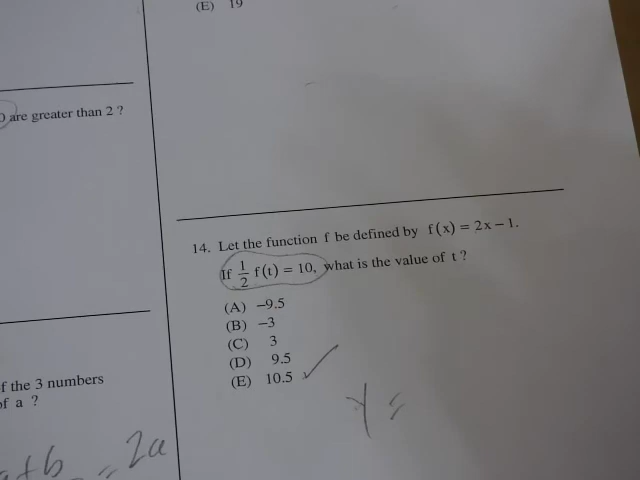 (E) 19
0 are greater than 2 ?
14. Let the function f be defined by f(x) = 2x − 1.
If 1/2 f(t) = 10, what is the value of t ?
(A) −9.5
(B) −3
(C) 3
(D) 9.5
(E) 10.5
f the 3 numbers
of a ?
+b = 2a
y =